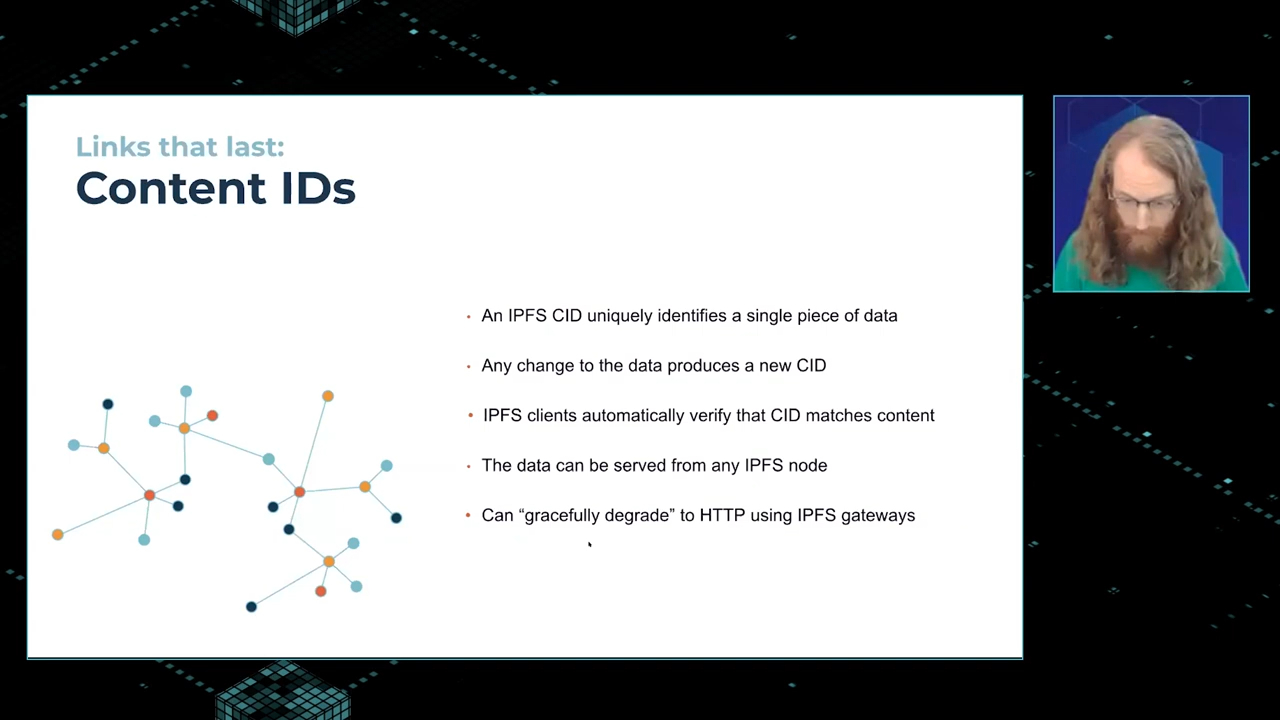 Links that last:
Content IDs
• An IPFS CID uniquely identifies a single piece of data
• Any change to the data produces a new CID
• IPFS clients automatically verify that CID matches content
• The data can be served from any IPFS node
• Can “gracefully degrade” to HTTP using IPFS gateways